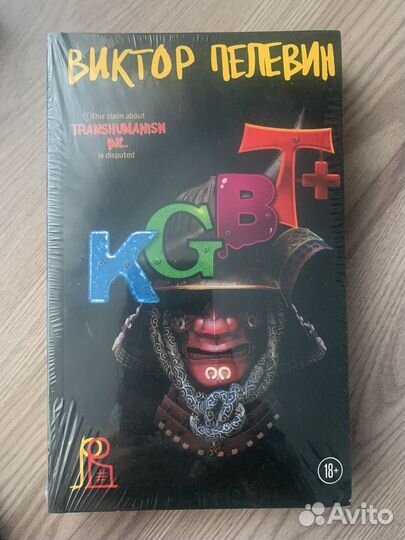 ВИКТОР ПЕЛЕВИН
This claim about
TRANSHUMANISM
INC.
is disputed
KGBT+
#
18+
Avito